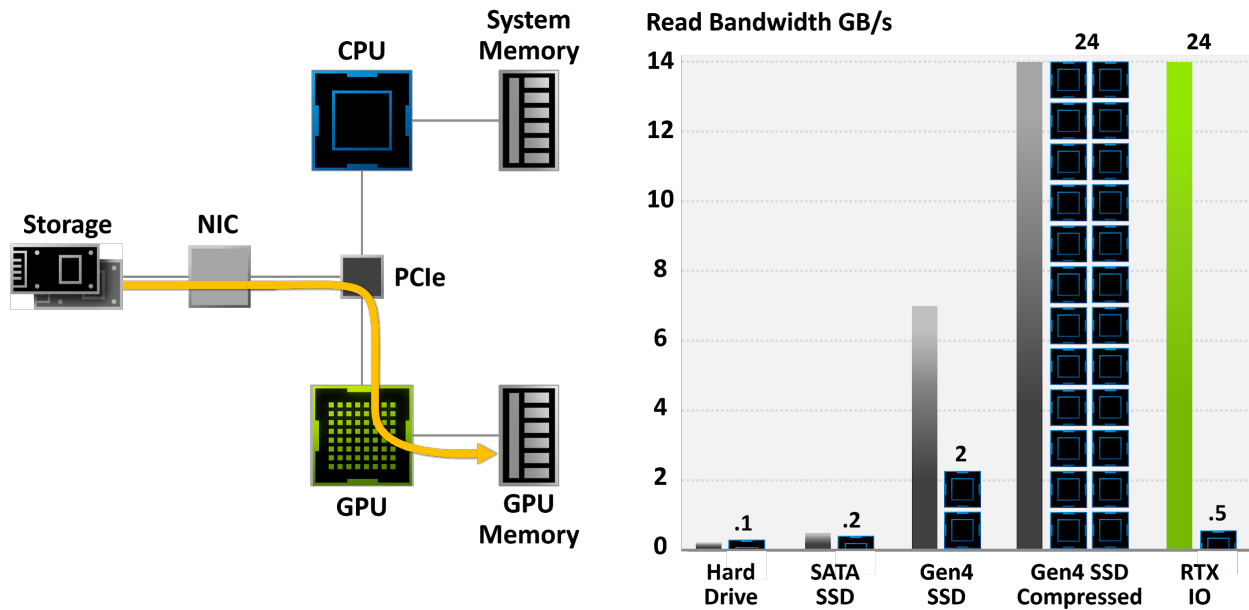 System
Memory
CPU
Storage
NIC
PCIe
GPU
GPU
Memory
Read Bandwidth GB/s
24
24
14
12
10
8
6
4
2
0
.1
.2
2
.5
Hard
Drive
SATA
SSD
Gen4
SSD
Gen4 SSD
Compressed
RTX
IO